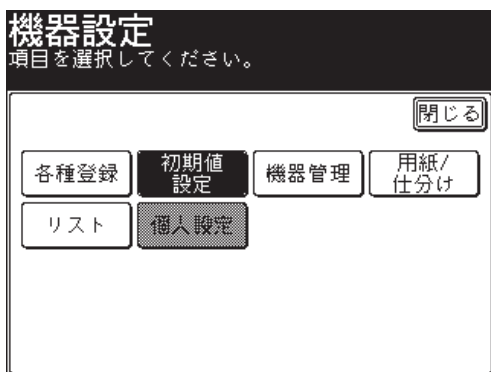 機器設定
項目を選択してください。
閉じる
各種登録
初期値
設定
機器管理
用紙/
仕分け
リスト
個人設定